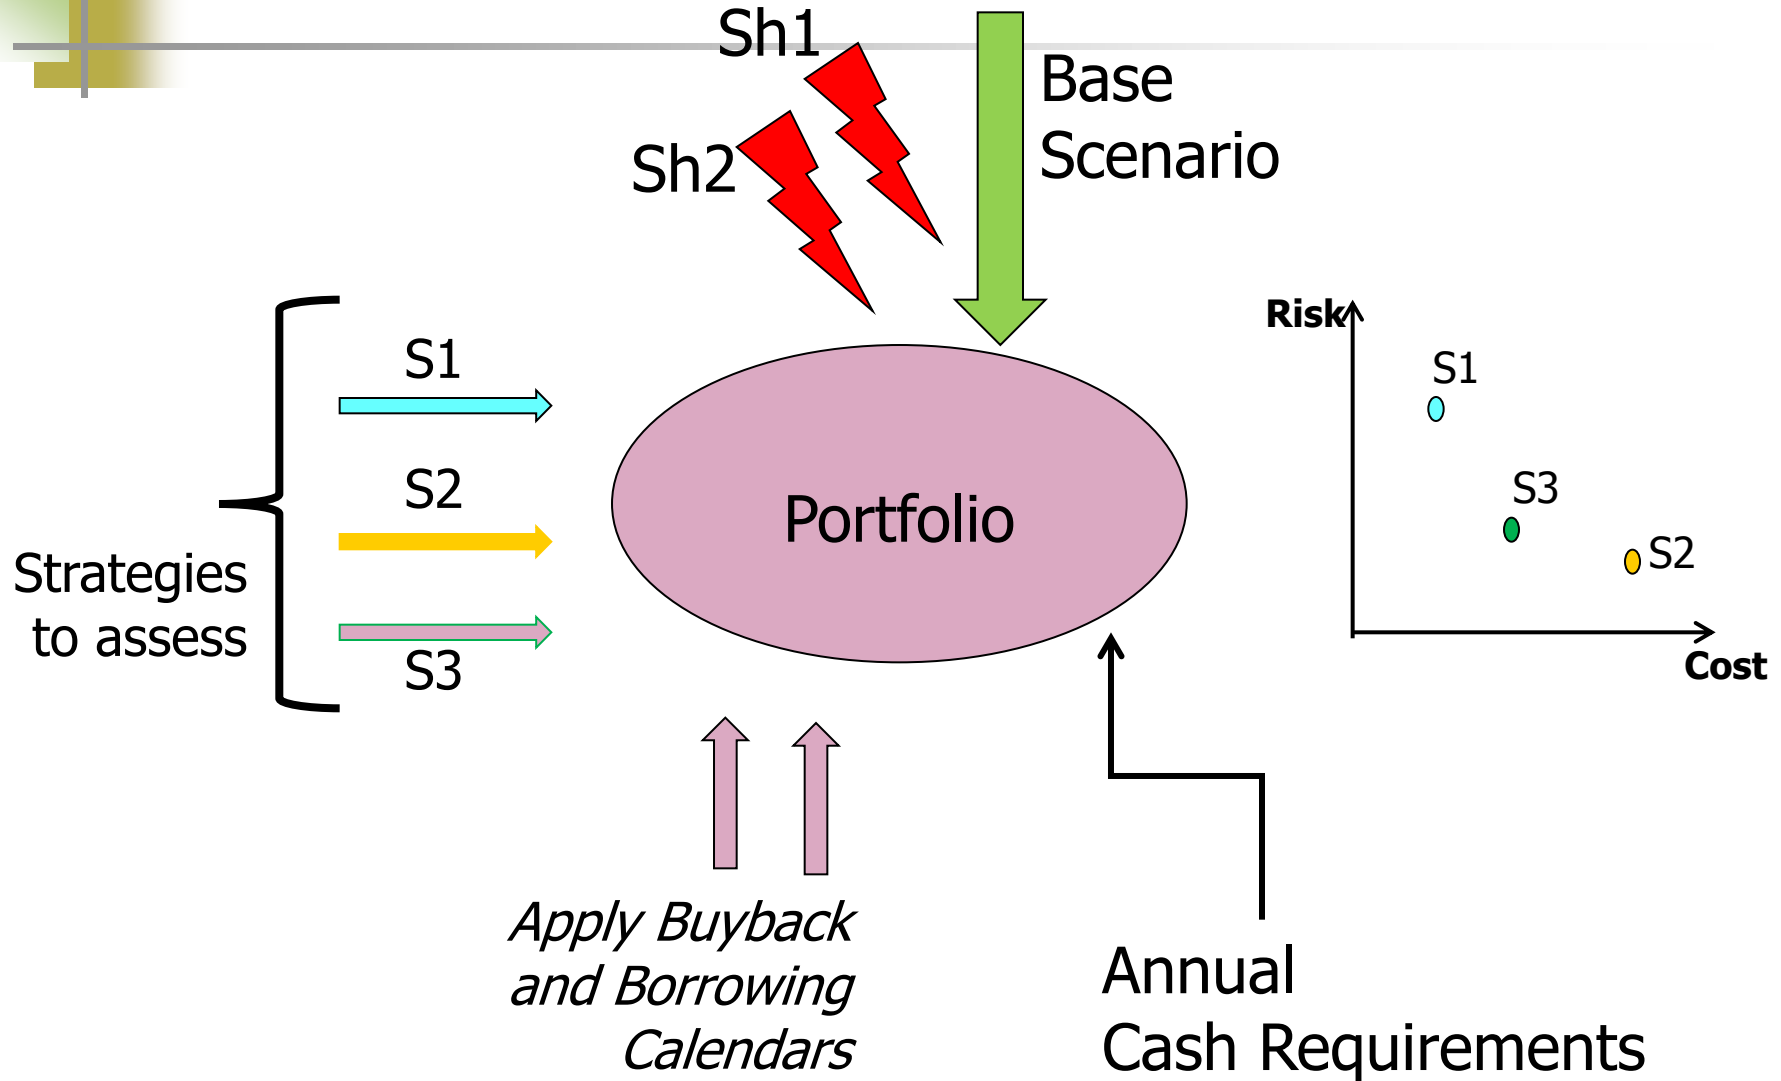 Sh1
Base
Scenario
Sh2
Risk
S1
S1
S2
S3
Portfolio
S2
Strategies
to assess
S3
Cost
Apply Buyback
and Borrowing
Calendars
Annual
Cash Requirements